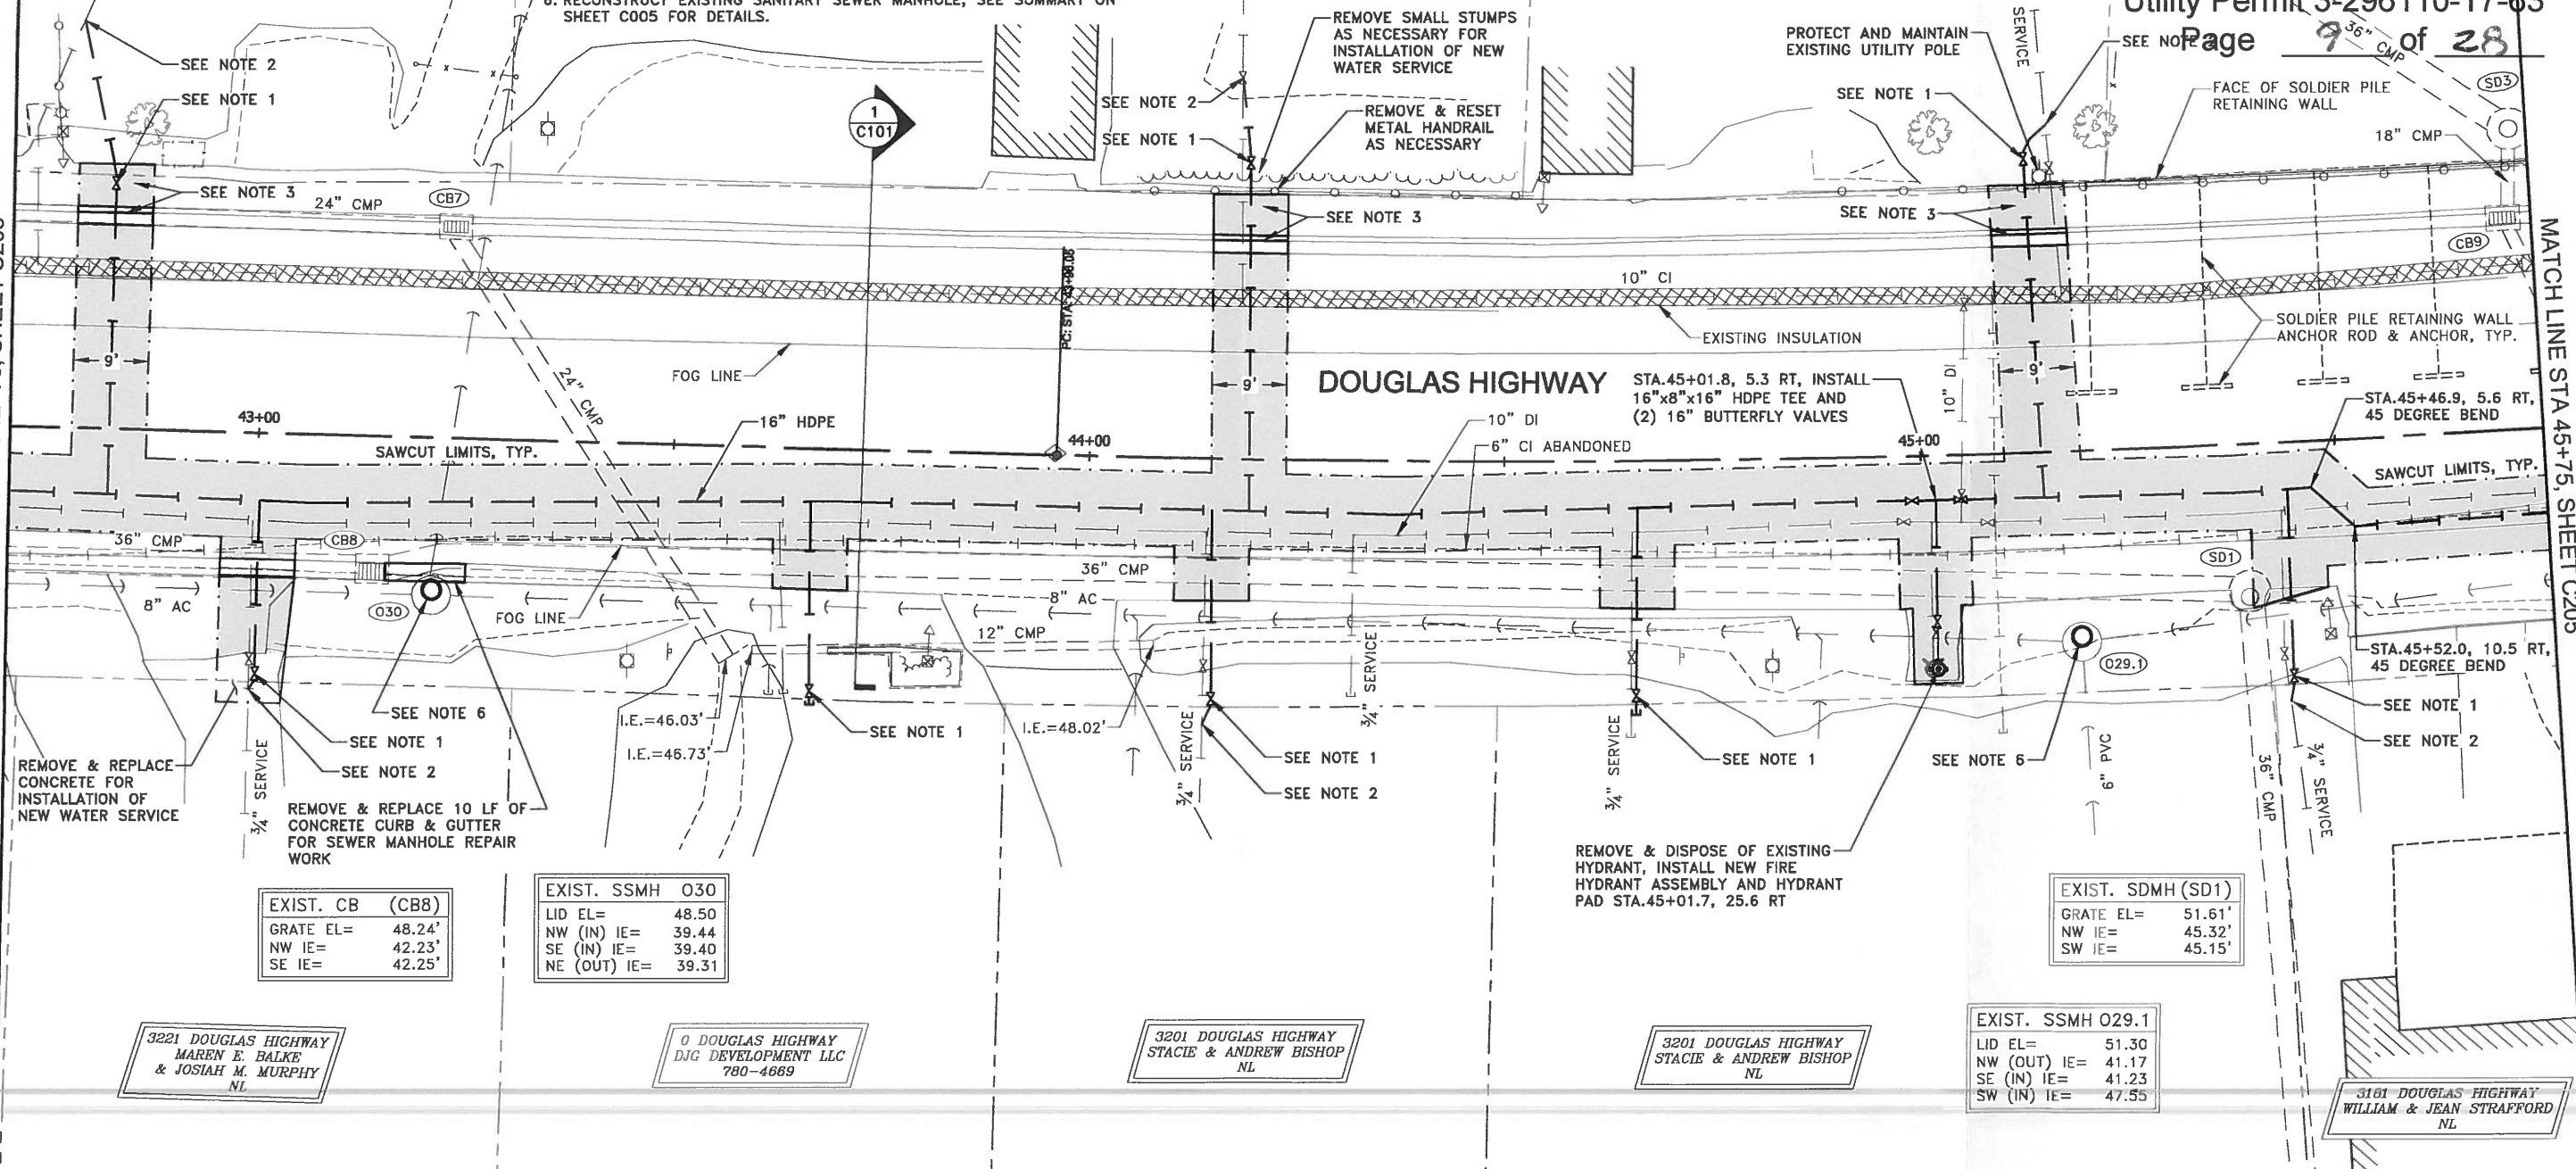 6. RECONSTRUCT EXISTING SANITARY SEWER MANHOLE, SEE SUMMARY ON
SHEET C005 FOR DETAILS.
Utility Permit 3-296110-17-63
Page 9 of 28
SEE NOTE 2
SEE NOTE 1
SEE NOTE 3
24" CMP
CB7
1
C101
REMOVE SMALL STUMPS
AS NECESSARY FOR
INSTALLATION OF NEW
WATER SERVICE
SEE NOTE 2
SEE NOTE 1
REMOVE & RESET
METAL HANDRAIL
AS NECESSARY
SEE NOTE 3
PROTECT AND MAINTAIN
EXISTING UTILITY POLE
SERVICE
SEE NOTE
SEE NOTE 1
SEE NOTE 3
36" CMP
SD3
FACE OF SOLDIER PILE
RETAINING WALL
18" CMP
CB9
10" CI
EXISTING INSULATION
SOLDIER PILE RETAINING WALL
ANCHOR ROD & ANCHOR, TYP.
MATCH LINE STA 45+75, SHEET C205
9'
24" CMP
FOG LINE
PC: STA
9'
DOUGLAS HIGHWAY
STA.45+01.8, 5.3 RT, INSTALL
16"x8"x16" HDPE TEE AND
(2) 16" BUTTERFLY VALVES
10" DI
9'
STA.45+46.9, 5.6 RT,
45 DEGREE BEND
43+00
SAWCUT LIMITS, TYP.
16" HDPE
44+00
10" DI
6" CI ABANDONED
45+00
SAWCUT LIMITS, TYP.
36" CMP
CB8
8" AC
030
FOG LINE
36" CMP
8" AC
12" CMP
SD1
029.1
STA.45+52.0, 10.5 RT,
45 DEGREE BEND
SEE NOTE 6
SEE NOTE 1
SEE NOTE 2
I.E.=46.03'
I.E.=46.73'
SEE NOTE 1
I.E.=48.02'
3/4" SERVICE
3/4" SERVICE
SEE NOTE 1
SEE NOTE 2
3/4" SERVICE
SEE NOTE 1
SEE NOTE 6
6" PVC
36" CMP
3/4" SERVICE
SEE NOTE 1
SEE NOTE 2
REMOVE & REPLACE
CONCRETE FOR
INSTALLATION OF
NEW WATER SERVICE
3/4" SERVICE
REMOVE & REPLACE 10 LF OF
CONCRETE CURB & GUTTER
FOR SEWER MANHOLE REPAIR
WORK
REMOVE & DISPOSE OF EXISTING
HYDRANT, INSTALL NEW FIRE
HYDRANT ASSEMBLY AND HYDRANT
PAD STA.45+01.7, 25.6 RT
EXIST. CB (CB8)
GRATE EL= 48.24'
NW IE= 42.23'
SE IE= 42.25'
EXIST. SSMH 030
LID EL= 48.50
NW (IN) IE= 39.44
SE (IN) IE= 39.40
NE (OUT) IE= 39.31
EXIST. SDMH (SD1)
GRATE EL= 51.61'
NW IE= 45.32'
SW IE= 45.15'
EXIST. SSMH 029.1
LID EL= 51.30
NW (OUT) IE= 41.17
SE (IN) IE= 41.23
SW (IN) IE= 47.55
3221 DOUGLAS HIGHWAY
MAREN E. BALKE
& JOSIAH M. MURPHY
NL
0 DOUGLAS HIGHWAY
DJG DEVELOPMENT LLC
780-4669
3201 DOUGLAS HIGHWAY
STACIE & ANDREW BISHOP
NL
3201 DOUGLAS HIGHWAY
STACIE & ANDREW BISHOP
NL
3181 DOUGLAS HIGHWAY
WILLIAM & JEAN STRAFFORD
NL